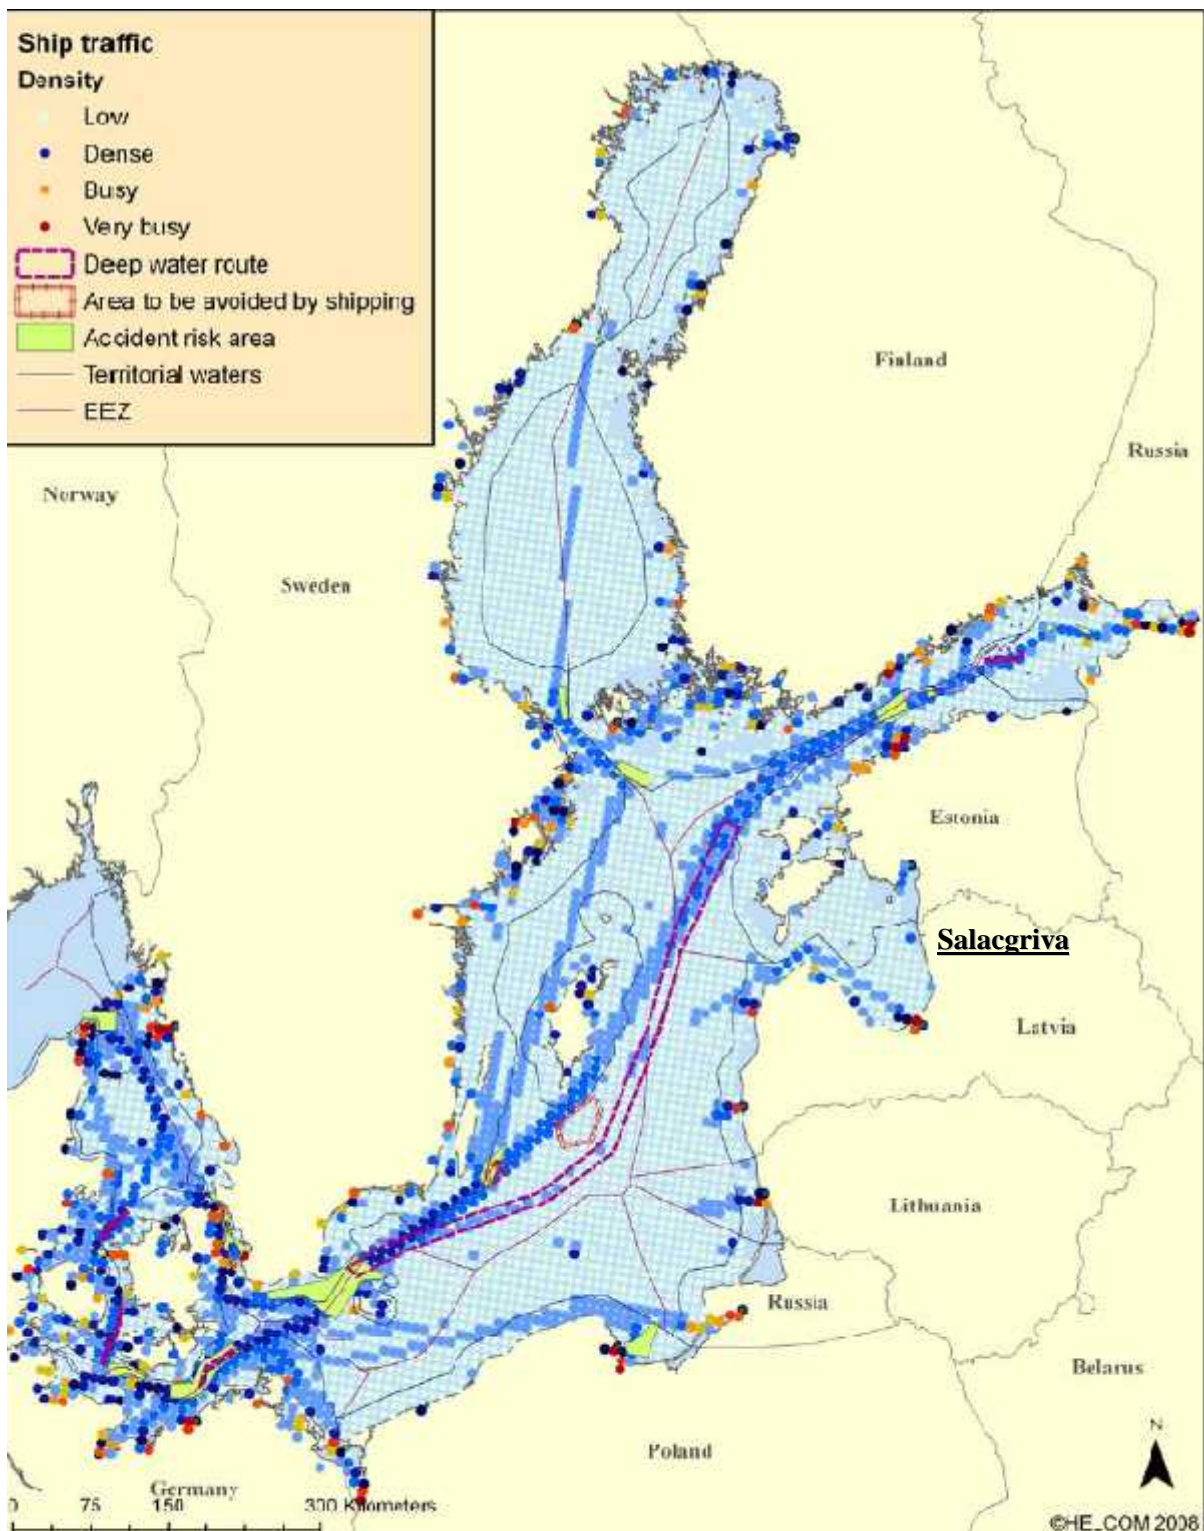 Ship traffic
Density
Low
Dense
Busy
Very busy
Deep water route
Area to be avoided by shipping
Accident risk area
Territorial waters
EEZ
Finland
Russia
Norway
Sweden
Estonia
Salacgriva
Latvia
Lithuania
Russia
Belarus
Poland
N
Germany
0 75 150 300 Kilometers
©HELCOM 2008